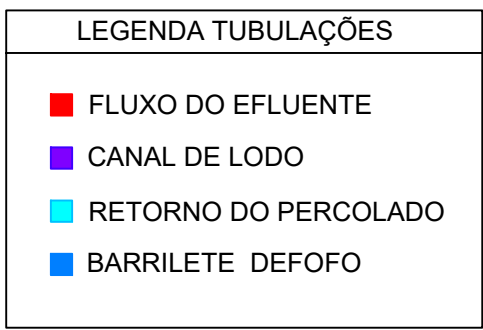 LEGENDA TUBULAÇÕES
FLUXO DO EFLUENTE
CANAL DE LODO
RETORNO DO PERCOLADO
BARRILETE DEFOFO